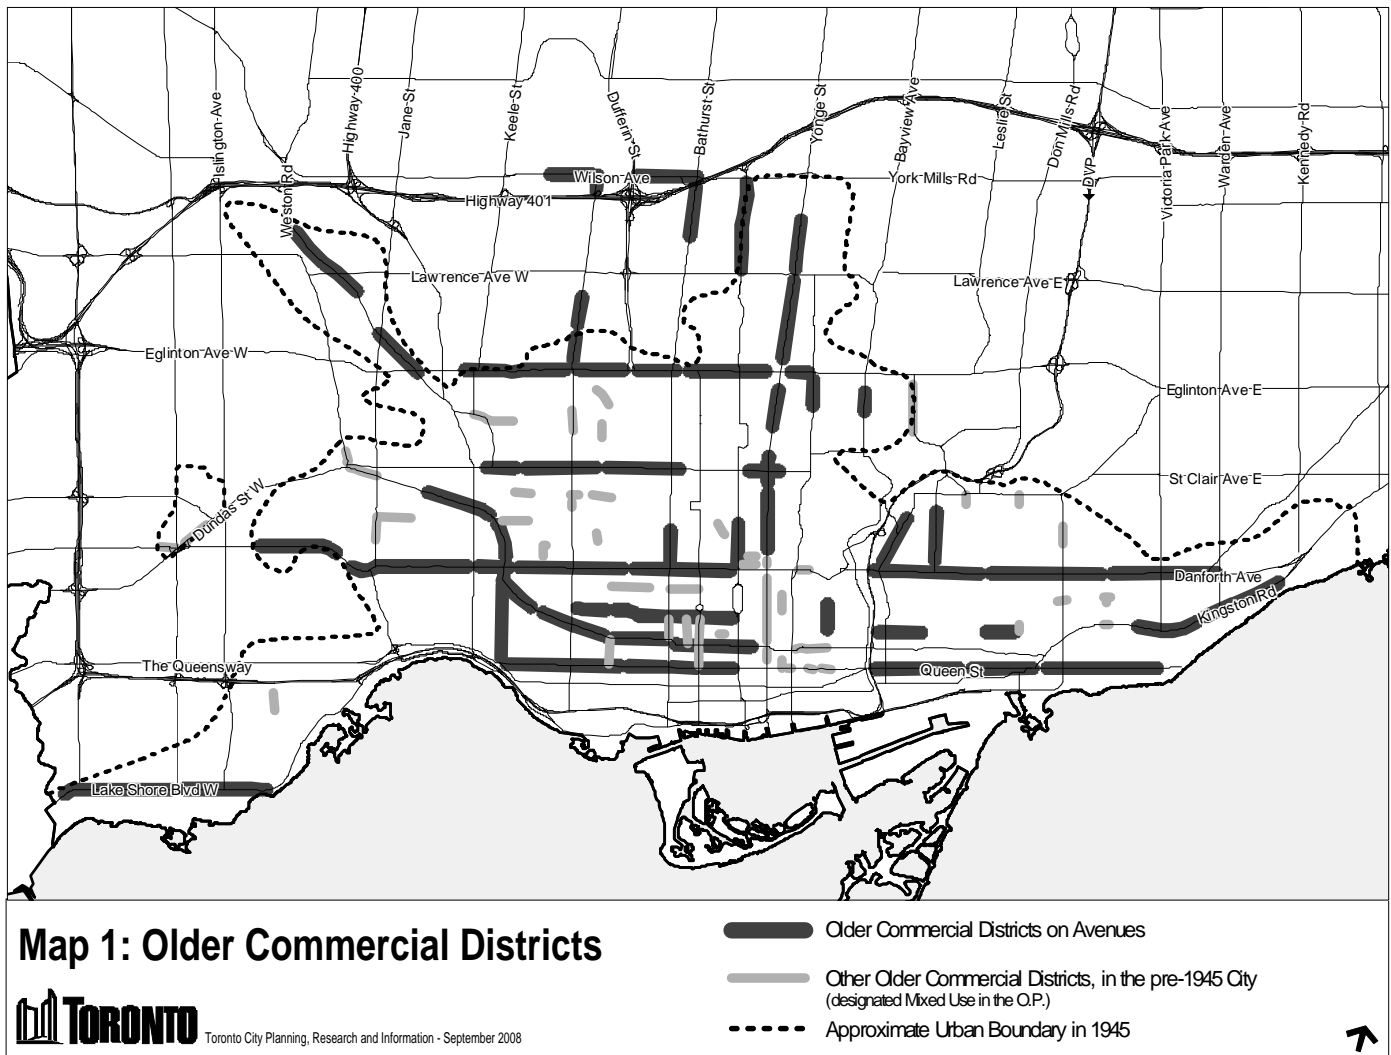 Islington Ave
Weston Rd
Highway 400
Jane St
Keele St
Dufferin St
Bathurst St
Yonge St
Bayview Ave
Leslie St
Don Mills Rd
DVP
Victoria Park Ave
Warden Ave
Kennedy Rd
Wilson Ave
York Mills Rd
Highway 401
Lawrence Ave W
Lawrence Ave E
Eglinton Ave W
Eglinton Ave E
St Clair Ave E
Dundas St W
Danforth Ave
Kingston Rd
The Queensway
Queen St
Lake Shore Blvd W
Map 1: Older Commercial Districts
Older Commercial Districts on Avenues
Other Older Commercial Districts, in the pre-1945 City
(designated Mixed Use in the O.P.)
Approximate Urban Boundary in 1945
TORONTO
Toronto City Planning, Research and Information - September 2008